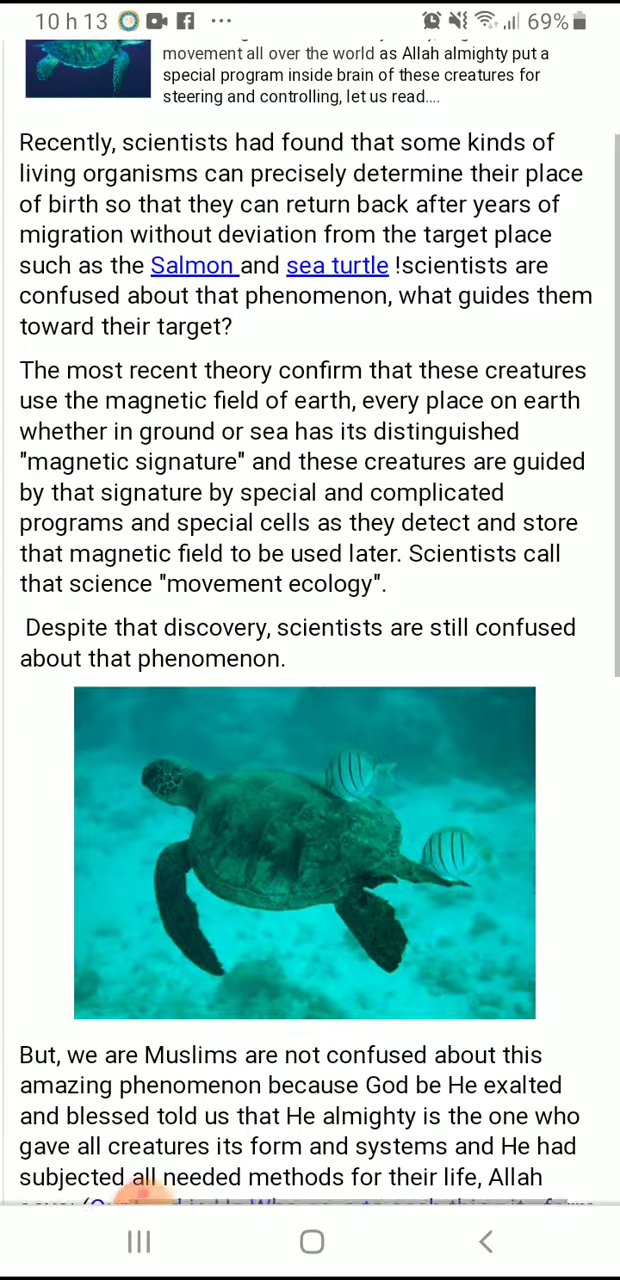 10 h 13 ... 69%
movement all over the world as Allah almighty put a
special program inside brain of these creatures for
steering and controlling, let us read....
Recently, scientists had found that some kinds of
living organisms can precisely determine their place
of birth so that they can return back after years of
migration without deviation from the target place
such as the Salmon and sea turtle !scientists are
confused about that phenomenon, what guides them
toward their target?
The most recent theory confirm that these creatures
use the magnetic field of earth, every place on earth
whether in ground or sea has its distinguished
"magnetic signature" and these creatures are guided
by that signature by special and complicated
programs and special cells as they detect and store
that magnetic field to be used later. Scientists call
that science "movement ecology".
Despite that discovery, scientists are still confused
about that phenomenon.
But, we are Muslims are not confused about this
amazing phenomenon because God be He exalted
and blessed told us that He almighty is the one who
gave all creatures its form and systems and He had
subjected all needed methods for their life, Allah